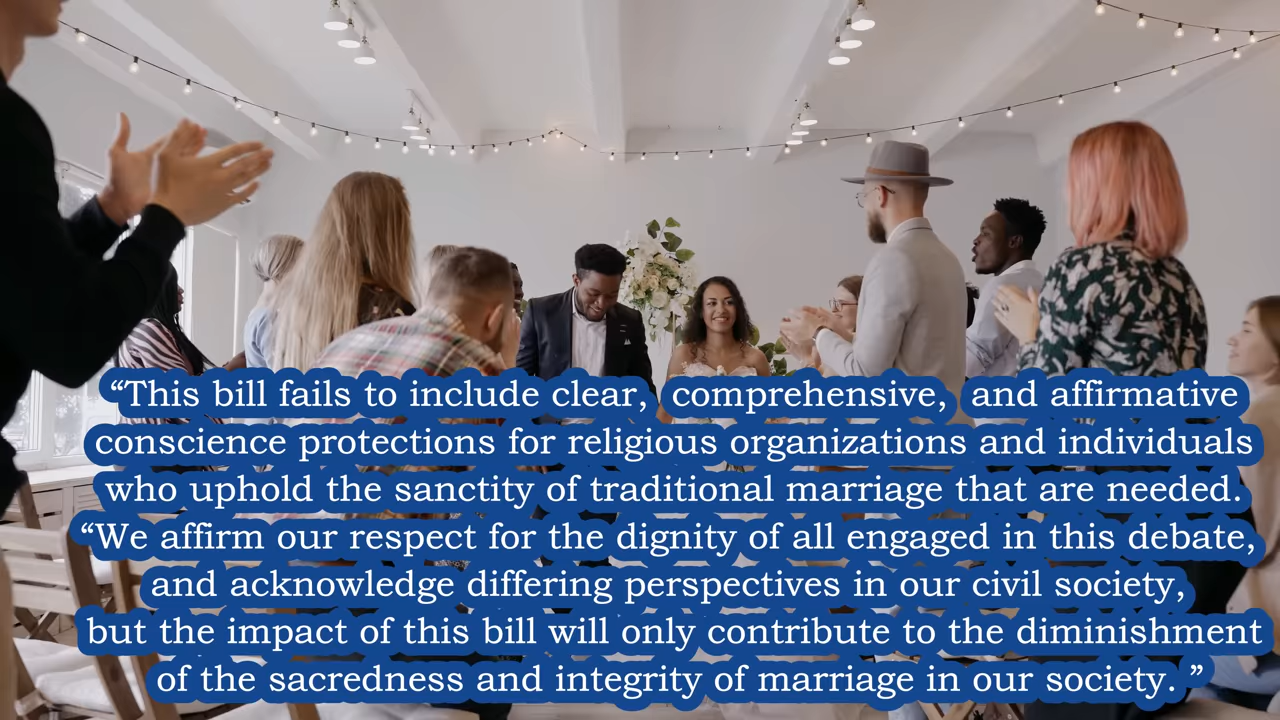 “This bill fails to include clear, comprehensive, and affirmative
conscience protections for religious organizations and individuals
who uphold the sanctity of traditional marriage that are needed.
“We affirm our respect for the dignity of all engaged in this debate,
and acknowledge differing perspectives in our civil society,
but the impact of this bill will only contribute to the diminishment
of the sacredness and integrity of marriage in our society. ”